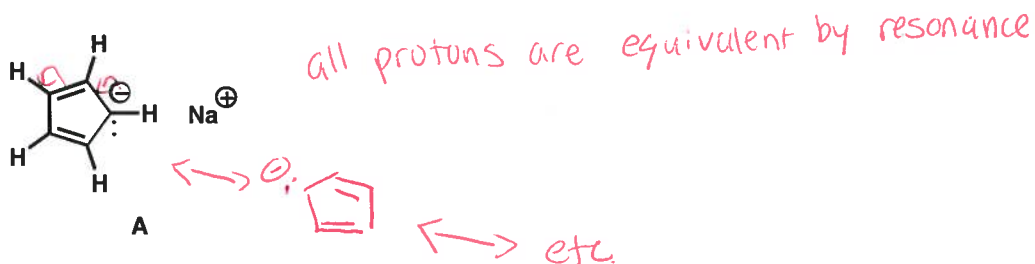 all protons are equivalent by resonance
H
H
⊖
H Na⊕
:
H
H
⊖:
A
etc.